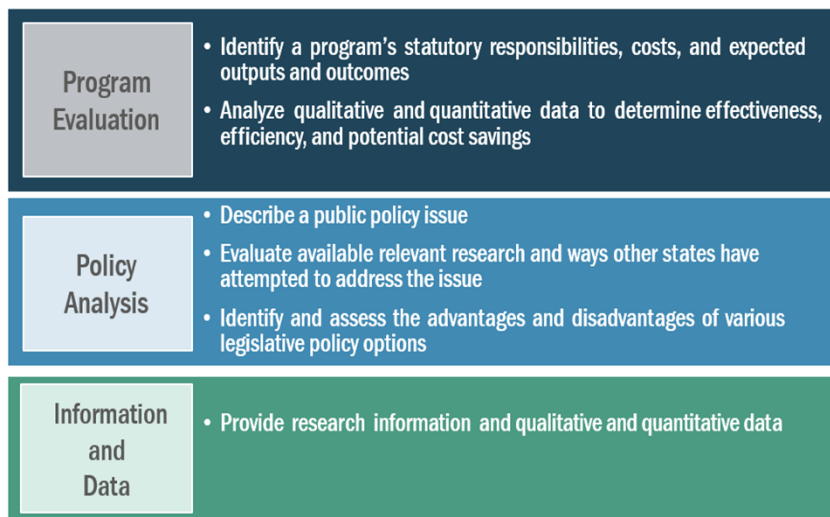 Program
Evaluation
• Identify a program's statutory responsibilities, costs, and expected
outputs and outcomes
• Analyze qualitative and quantitative data to determine effectiveness,
efficiency, and potential cost savings
Policy
Analysis
• Describe a public policy issue
• Evaluate available relevant research and ways other states have
attempted to address the issue
• Identify and assess the advantages and disadvantages of various
legislative policy options
Information
and
Data
• Provide research information and qualitative and quantitative data